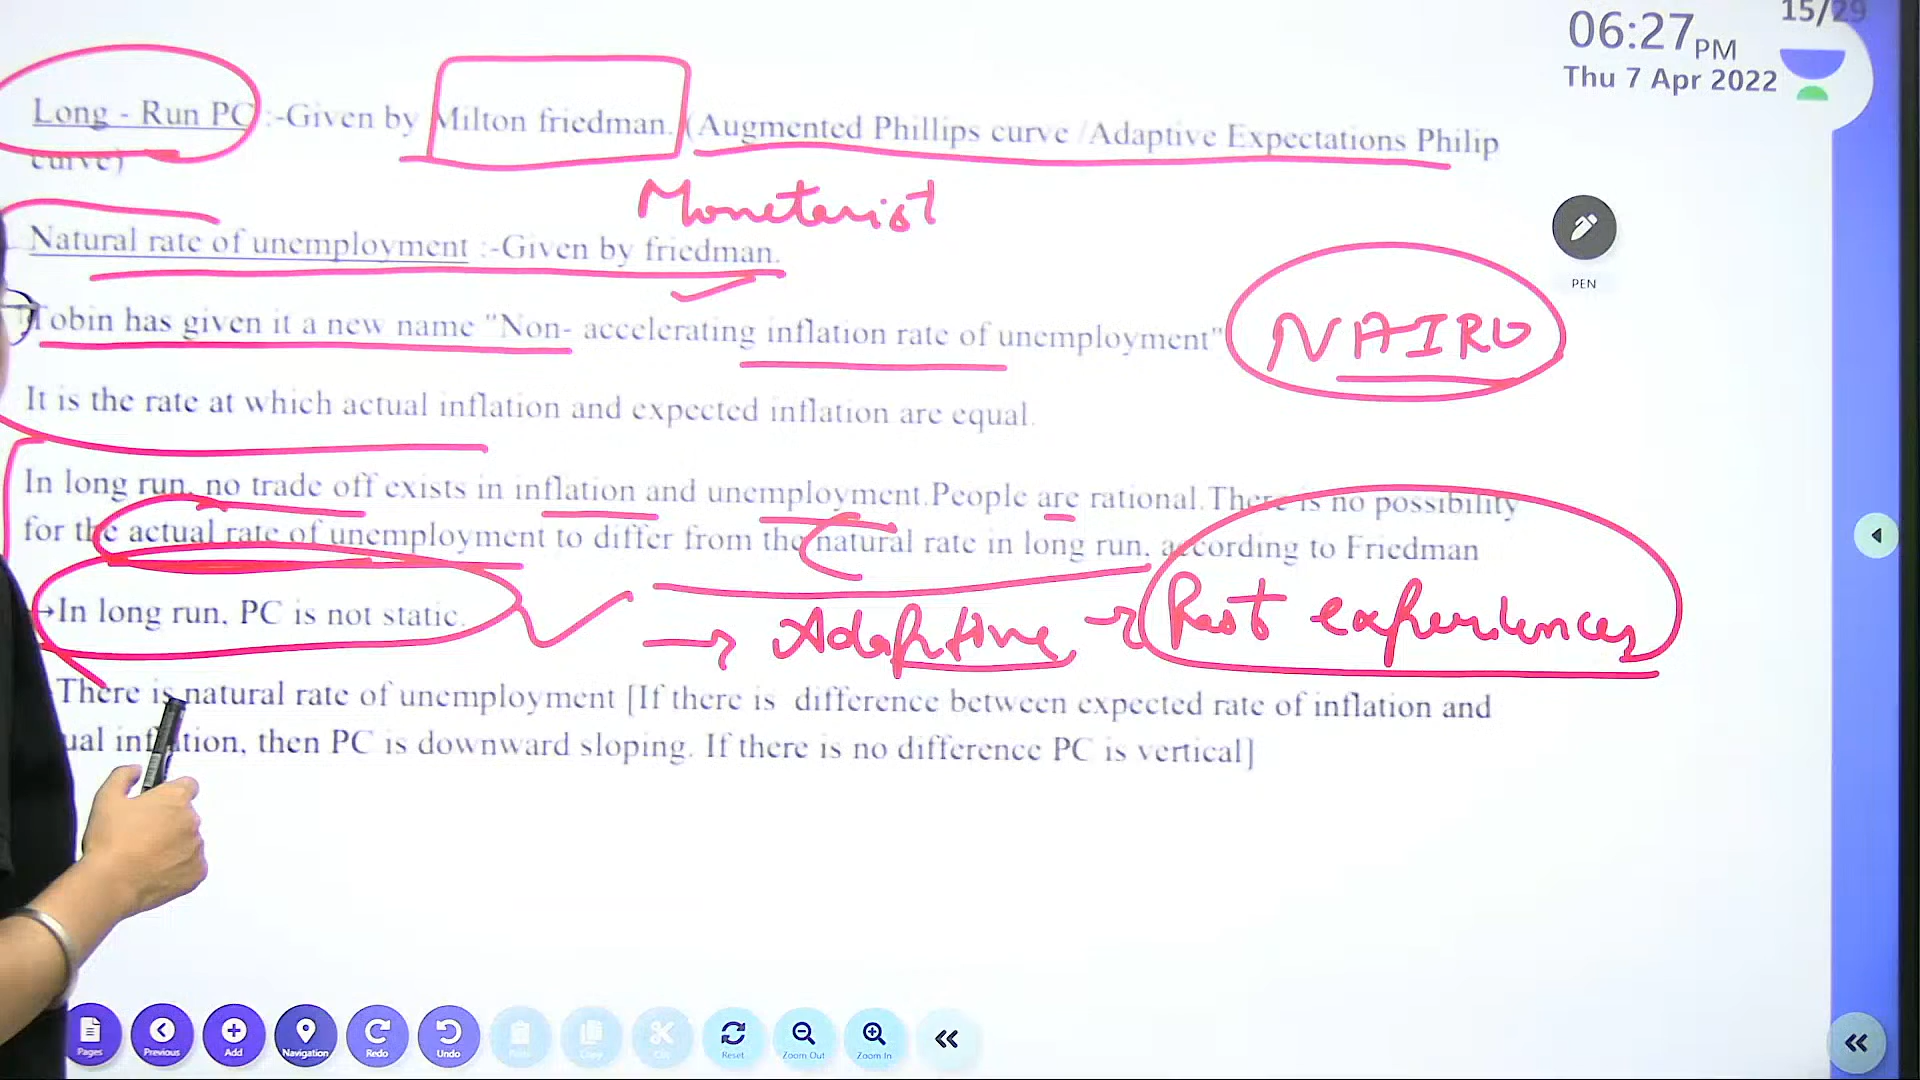 15/29
06:27 PM
Thu 7 Apr 2022
Long - Run PC :-Given by Milton friedman. (Augmented Phillips curve /Adaptive Expectations Philip
curve)
Monetarist
Natural rate of unemployment :-Given by friedman.
PEN
Tobin has given it a new name "Non- accelerating inflation rate of unemployment"
NAIRU
It is the rate at which actual inflation and expected inflation are equal.
In long run, no trade off exists in inflation and unemployment.People are rational.There is no possibility
for the actual rate of unemployment to differ from the natural rate in long run, according to Friedman
→In long run, PC is not static.
→ Adaptive → Past experiences
There is natural rate of unemployment [If there is difference between expected rate of inflation and
ual inflation, then PC is downward sloping. If there is no difference PC is vertical]
Pages Previous Add Navigation Redo Undo Copy Cut Reset Zoom Out Zoom In